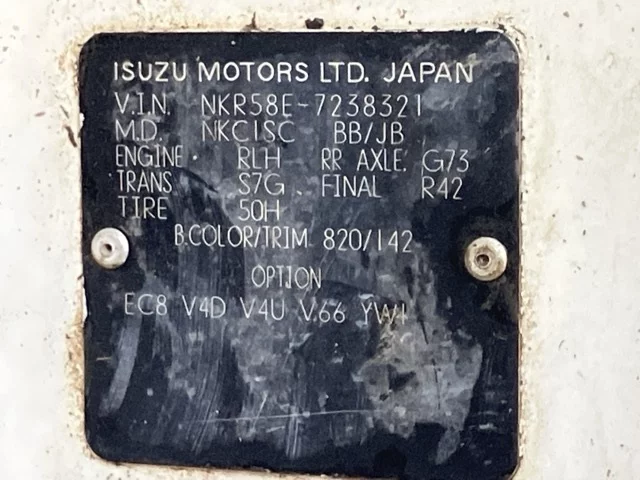 ISUZU MOTORS LTD. JAPAN
V.I.N. NKR58E-7238321
M.D. NKC1SC BB/JB
ENGINE RLH RR AXLE G73
TRANS S7G FINAL R42
TIRE 50H
B.COLOR/TRIM 820/142
OPTION
EC8 V4D V4U V66